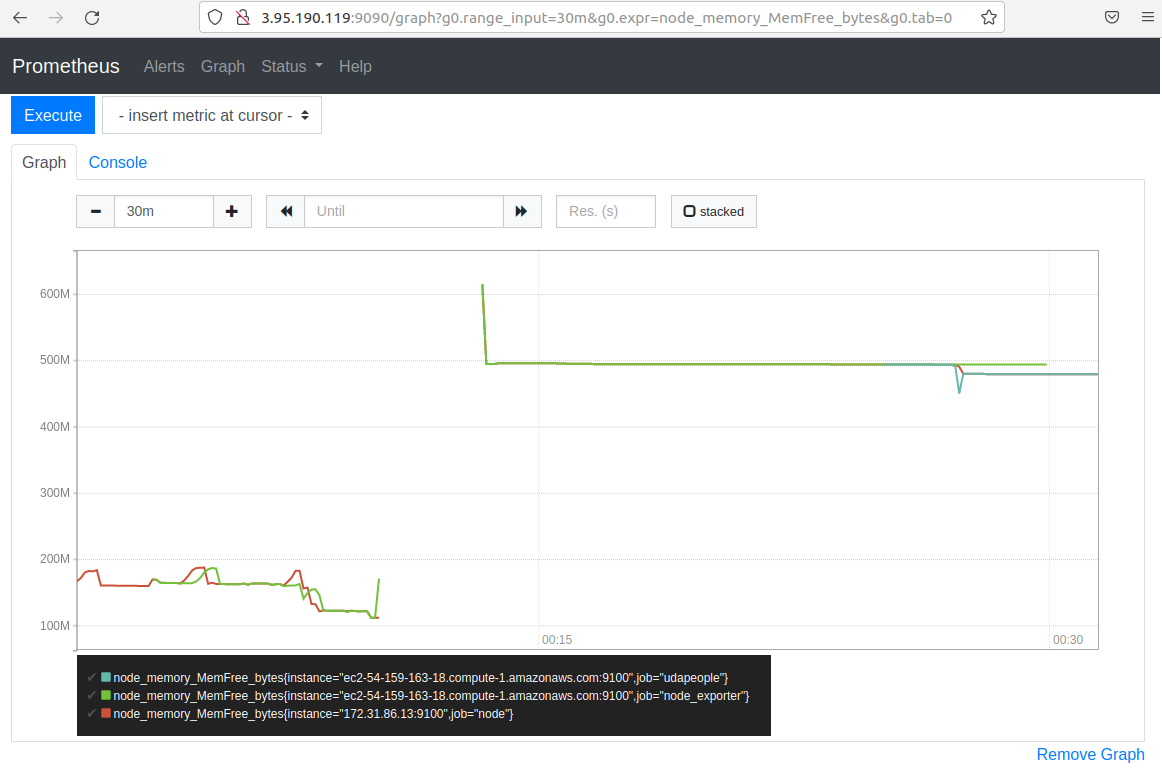 3.95.190.119:9090/graph?g0.range_input=30m&g0.expr=node_memory_MemFree_bytes&g0.tab=0
Prometheus Alerts Graph Status Help
Execute - insert metric at cursor -
Graph Console
30m Until Res. (s) stacked
600M
500M
400M
300M
200M
100M
00:15 00:30
node_memory_MemFree_bytes{instance="ec2-54-159-163-18.compute-1.amazonaws.com:9100",job="udapeople"}
node_memory_MemFree_bytes{instance="ec2-54-159-163-18.compute-1.amazonaws.com:9100",job="node_exporter"}
node_memory_MemFree_bytes{instance="172.31.86.13:9100",job="node"}
Remove Graph